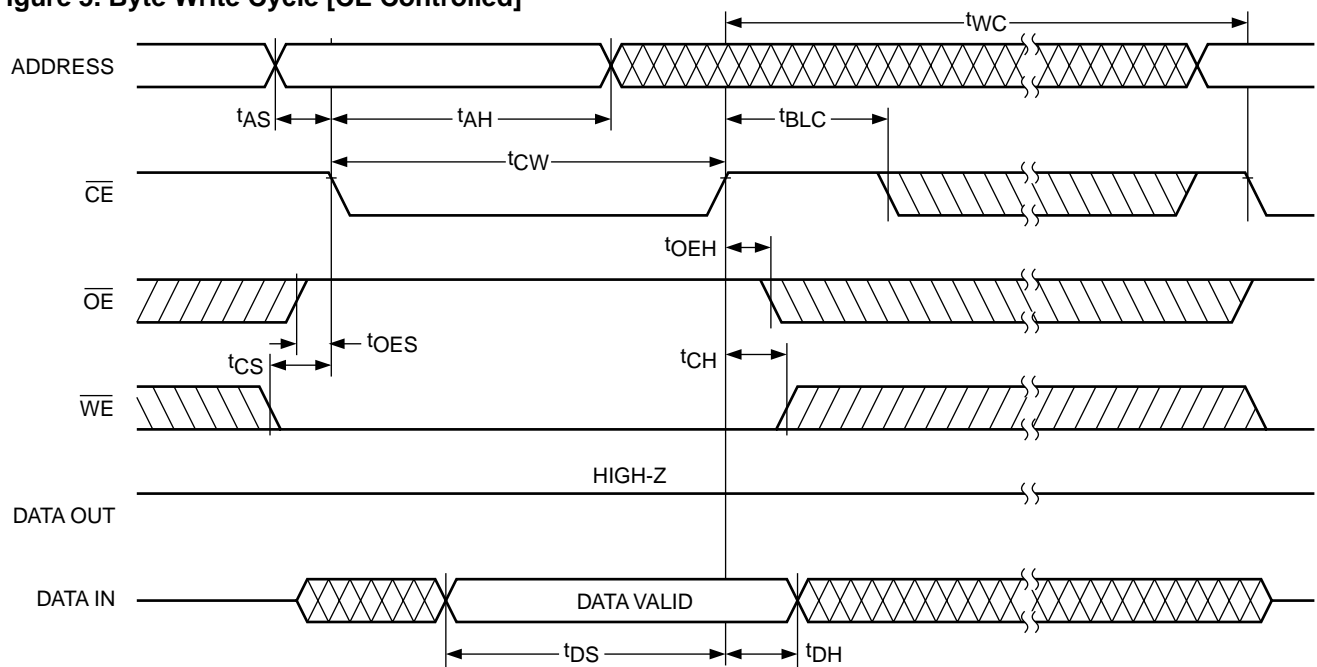 Figure 5. Byte Write Cycle [CE Controlled]
tWC
ADDRESS
tAS
tAH
tBLC
tCW
CE
tOEH
OE
tOES
tCS
tCH
WE
HIGH-Z
DATA OUT
DATA IN
DATA VALID
tDS
tDH